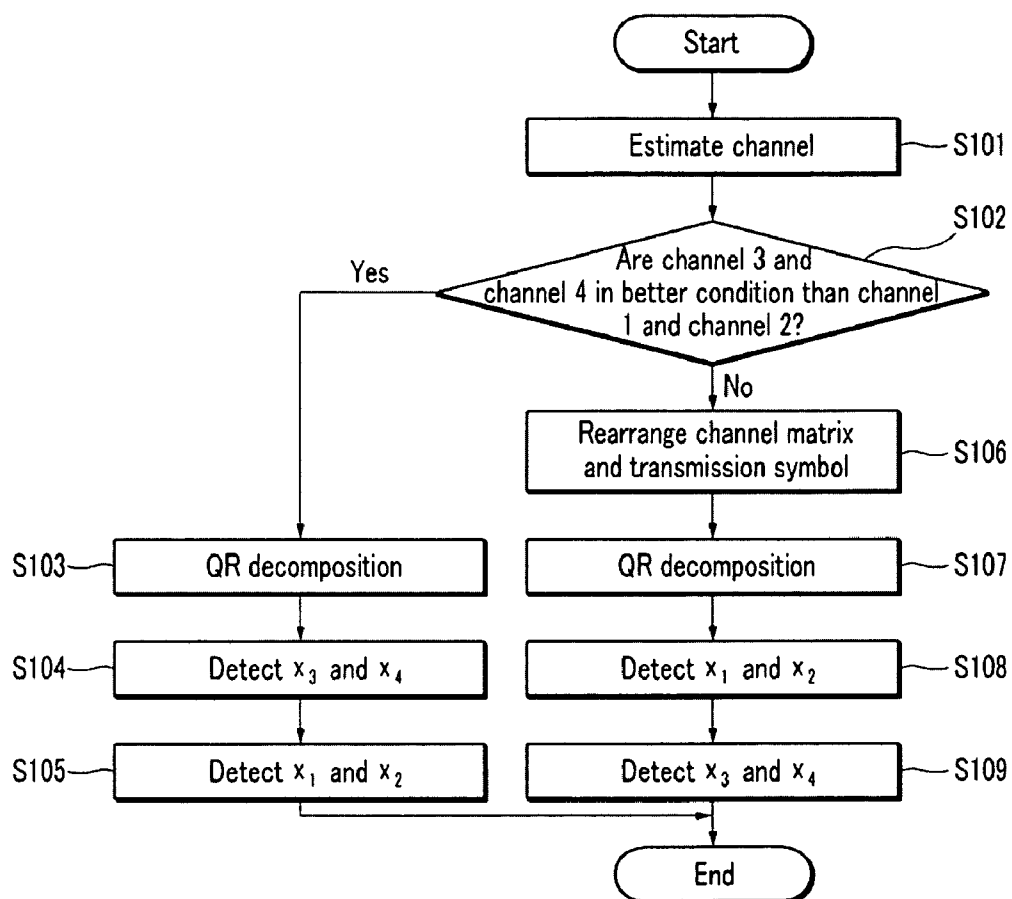 Start
Estimate channel
S101
S102
Are channel 3 and
channel 4 in better condition than channel
1 and channel 2?
Yes
No
Rearrange channel matrix
and transmission symbol
S106
S103
QR decomposition
QR decomposition
S107
S104
Detect x₃ and x₄
Detect x₁ and x₂
S108
S105
Detect x₁ and x₂
Detect x₃ and x₄
S109
End